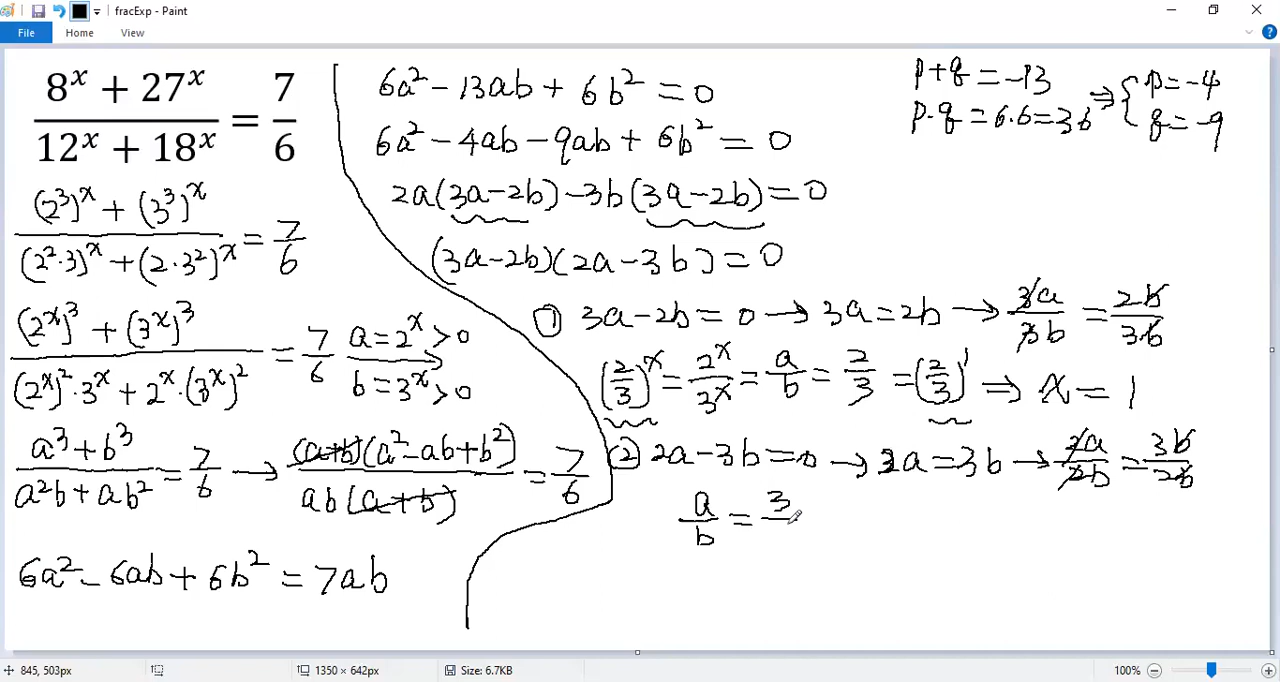 fracExp - Paint
File Home View
(8^x + 27^x)/(12^x + 18^x) = 7/6
((2^3)^x + (3^3)^x)/((2^2·3)^x + (2·3^2)^x) = 7/6
((2^x)^3 + (3^x)^3)/((2^x)^2·3^x + 2^x·(3^x)^2) = 7/6 a = 2^x > 0 → b = 3^x > 0
(a^3 + b^3)/(a^2b + ab^2) = 7/6 → ((a+b)(a^2 - ab + b^2))/(ab(a+b)) = 7/6
6a^2 - 6ab + 6b^2 = 7ab
6a^2 - 13ab + 6b^2 = 0
6a^2 - 4ab - 9ab + 6b^2 = 0
2a(3a-2b) - 3b(3a-2b) = 0
(3a-2b)(2a-3b) = 0
p+q = -13
p·q = 6·6 = 36 ⇒ { p = -4
q = -9
① 3a-2b = 0 → 3a = 2b → 3a/3b = 2b/3b
(2/3)^x = 2^x/3^x = a/b = 2/3 = (2/3)^1 ⇒ x = 1
② 2a-3b = 0 → 2a = 3b → 2a/2b = 3b/2b
a/b = 3
845, 503px 1350 × 642px Size: 6.7KB 100%